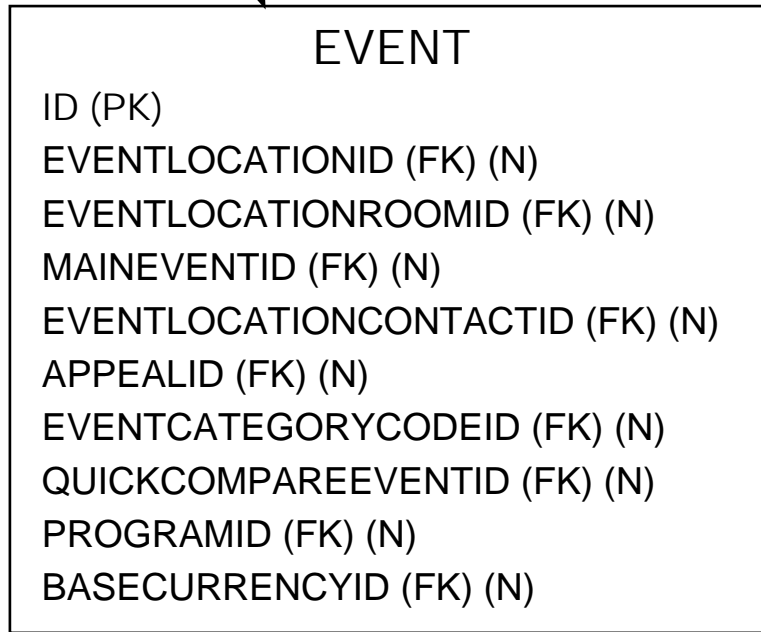 EVENT
ID (PK)
EVENTLOCATIONID (FK) (N)
EVENTLOCATIONROOMID (FK) (N)
MAINEVENTID (FK) (N)
EVENTLOCATIONCONTACTID (FK) (N)
APPEALID (FK) (N)
EVENTCATEGORYCODEID (FK) (N)
QUICKCOMPAREEVENTID (FK) (N)
PROGRAMID (FK) (N)
BASECURRENCYID (FK) (N)